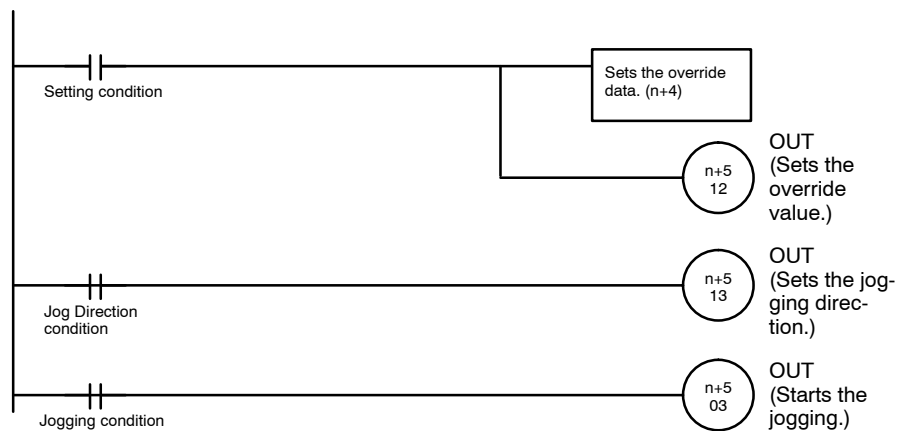 Setting condition
Sets the override
data. (n+4)
n+5
12
OUT
(Sets the
override
value.)
Jog Direction
condition
n+5
13
OUT
(Sets the jog-
ging direc-
tion.)
Jogging condition
n+5
03
OUT
(Starts the
jogging.)